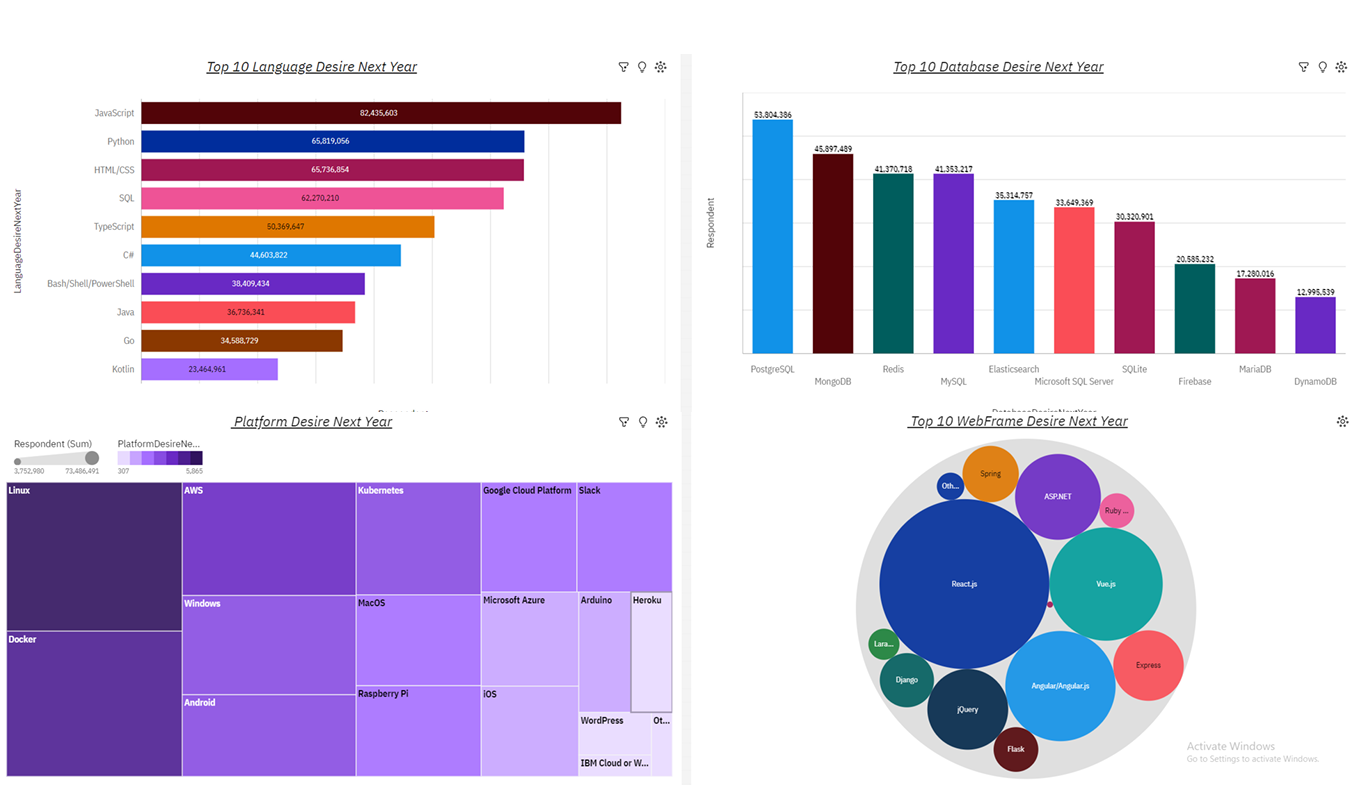 Top 10 Language Desire Next Year
LanguageDesireNextYear
JavaScript
82,435,603
Python
65,819,056
HTML/CSS
65,736,854
SQL
62,270,210
TypeScript
50,369,647
C#
44,603,822
Bash/Shell/PowerShell
38,409,434
Java
36,736,341
Go
34,588,729
Kotlin
23,464,961
Top 10 Database Desire Next Year
Respondent
53,804,386
45,897,489
41,370,718
41,353,217
35,314,757
33,649,369
30,320,901
20,585,232
17,280,016
12,995,539
PostgreSQL
MongoDB
Redis
MySQL
Elasticsearch
Microsoft SQL Server
SQLite
Firebase
MariaDB
DynamoDB
Platform Desire Next Year
Respondent (Sum)
3,752,980 73,486,491
PlatformDesireNe...
307 5,865
Linux
Docker
AWS
Windows
Android
Kubernetes
MacOS
Raspberry Pi
Google Cloud Platform
Slack
Microsoft Azure
iOS
Arduino
Heroku
WordPress
Ot...
IBM Cloud or W...
Top 10 WebFrame Desire Next Year
Spring
Oth...
ASP.NET
Ruby ...
React.js
Vue.js
Lara...
Django
Express
Angular/Angular.js
jQuery
Flask
Activate Windows
Go to Settings to activate Windows.